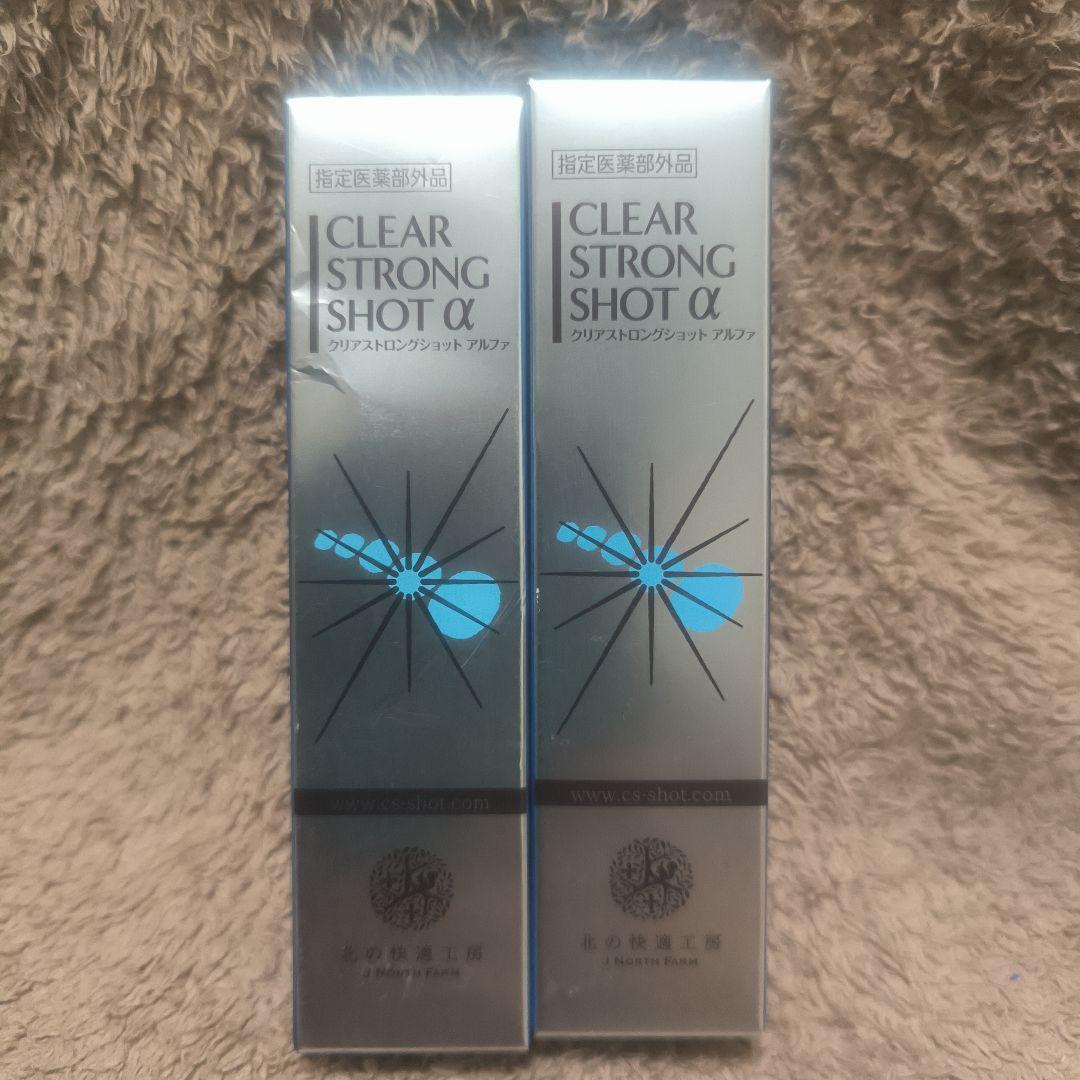 指定医薬部外品
CLEAR
STRONG
SHOT α
クリアストロングショット アルファ
www.cs-shot.com
北の快適工房
J NORTH FARM
指定医薬部外品
CLEAR
STRONG
SHOT α
クリアストロングショット アルファ
www.cs-shot.com
北の快適工房
J NORTH FARM